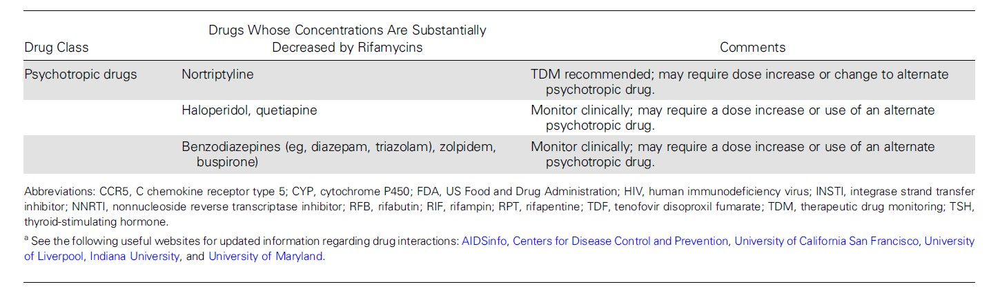 Drug Class
Drugs Whose Concentrations Are Substantially
Decreased by Rifamycins
Comments
Psychotropic drugs
Nortriptyline
TDM recommended; may require dose increase or change to alternate
psychotropic drug.
Haloperidol, quetiapine
Monitor clinically; may require a dose increase or use of an alternate
psychotropic drug.
Benzodiazepines (eg, diazepam, triazolam), zolpidem,
buspirone)
Monitor clinically; may require a dose increase or use of an alternate
psychotropic drug.
Abbreviations: CCR5, C chemokine receptor type 5; CYP, cytochrome P450; FDA, US Food and Drug Administration; HIV, human immunodeficiency virus; INSTI, integrase strand transfer
inhibitor; NNRTI, nonnucleoside reverse transcriptase inhibitor; RFB, rifabutin; RIF, rifampin; RPT, rifapentine; TDF, tenofovir disoproxil fumarate; TDM, therapeutic drug monitoring; TSH,
thyroid-stimulating hormone.
a See the following useful websites for updated information regarding drug interactions: AIDSinfo, Centers for Disease Control and Prevention, University of California San Francisco, University
of Liverpool, Indiana University, and University of Maryland.